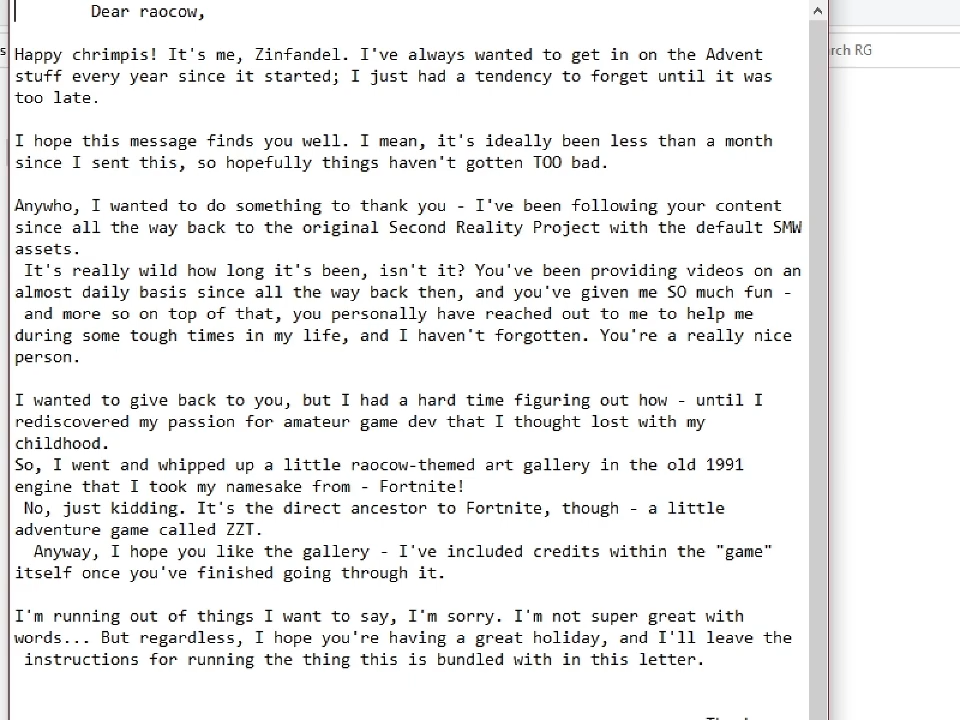 Dear raocow,
Happy chrimpis! It's me, Zinfandel. I've always wanted to get in on the Advent
stuff every year since it started; I just had a tendency to forget until it was
too late.
I hope this message finds you well. I mean, it's ideally been less than a month
since I sent this, so hopefully things haven't gotten TOO bad.
Anywho, I wanted to do something to thank you - I've been following your content
since all the way back to the original Second Reality Project with the default SMW
assets.
It's really wild how long it's been, isn't it? You've been providing videos on an
almost daily basis since all the way back then, and you've given me SO much fun -
and more so on top of that, you personally have reached out to me to help me
during some tough times in my life, and I haven't forgotten. You're a really nice
person.
I wanted to give back to you, but I had a hard time figuring out how - until I
rediscovered my passion for amateur game dev that I thought lost with my
childhood.
So, I went and whipped up a little raocow-themed art gallery in the old 1991
engine that I took my namesake from - Fortnite!
No, just kidding. It's the direct ancestor to Fortnite, though - a little
adventure game called ZZT.
Anyway, I hope you like the gallery - I've included credits within the "game"
itself once you've finished going through it.
I'm running out of things I want to say, I'm sorry. I'm not super great with
words... But regardless, I hope you're having a great holiday, and I'll leave the
instructions for running the thing this is bundled with in this letter.
rch RG